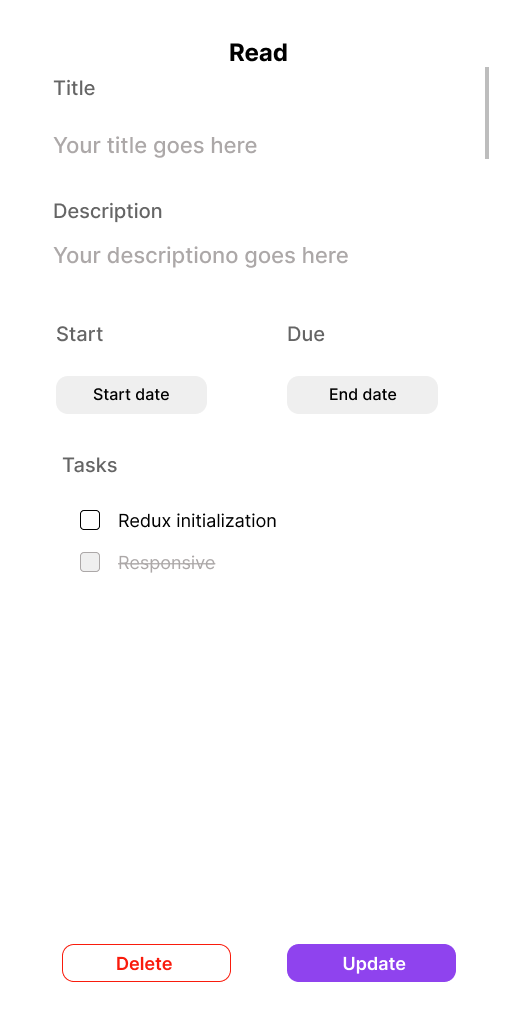 Read
Title
Your title goes here
Description
Your descriptiono goes here
Start Due
Start date End date
Tasks
Redux initialization
Responsive
Delete Update